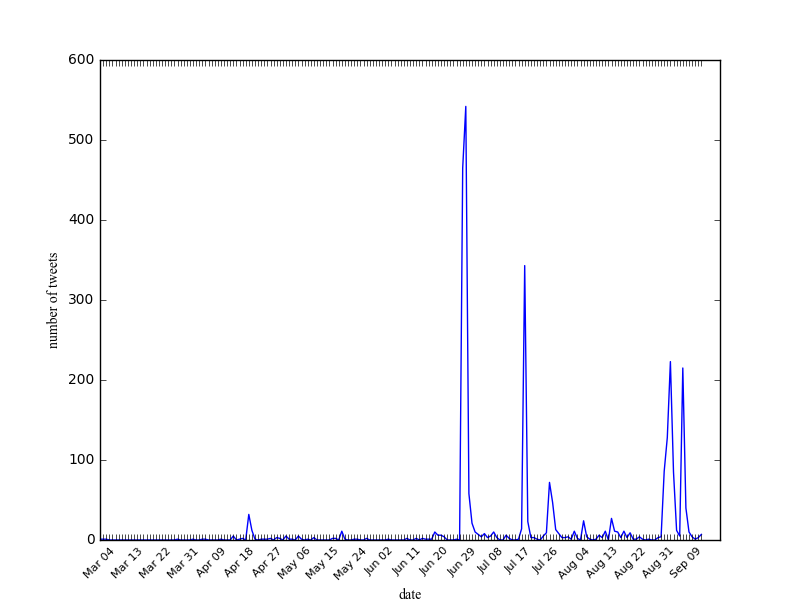 600
500
400
300
200
100
0
number of tweets
Mar 04
Mar 13
Mar 22
Mar 31
Apr 09
Apr 18
Apr 27
May 06
May 15
May 24
Jun 02
Jun 11
Jun 20
Jun 29
Jul 08
Jul 17
Jul 26
Aug 04
Aug 13
Aug 22
Aug 31
Sep 09
date